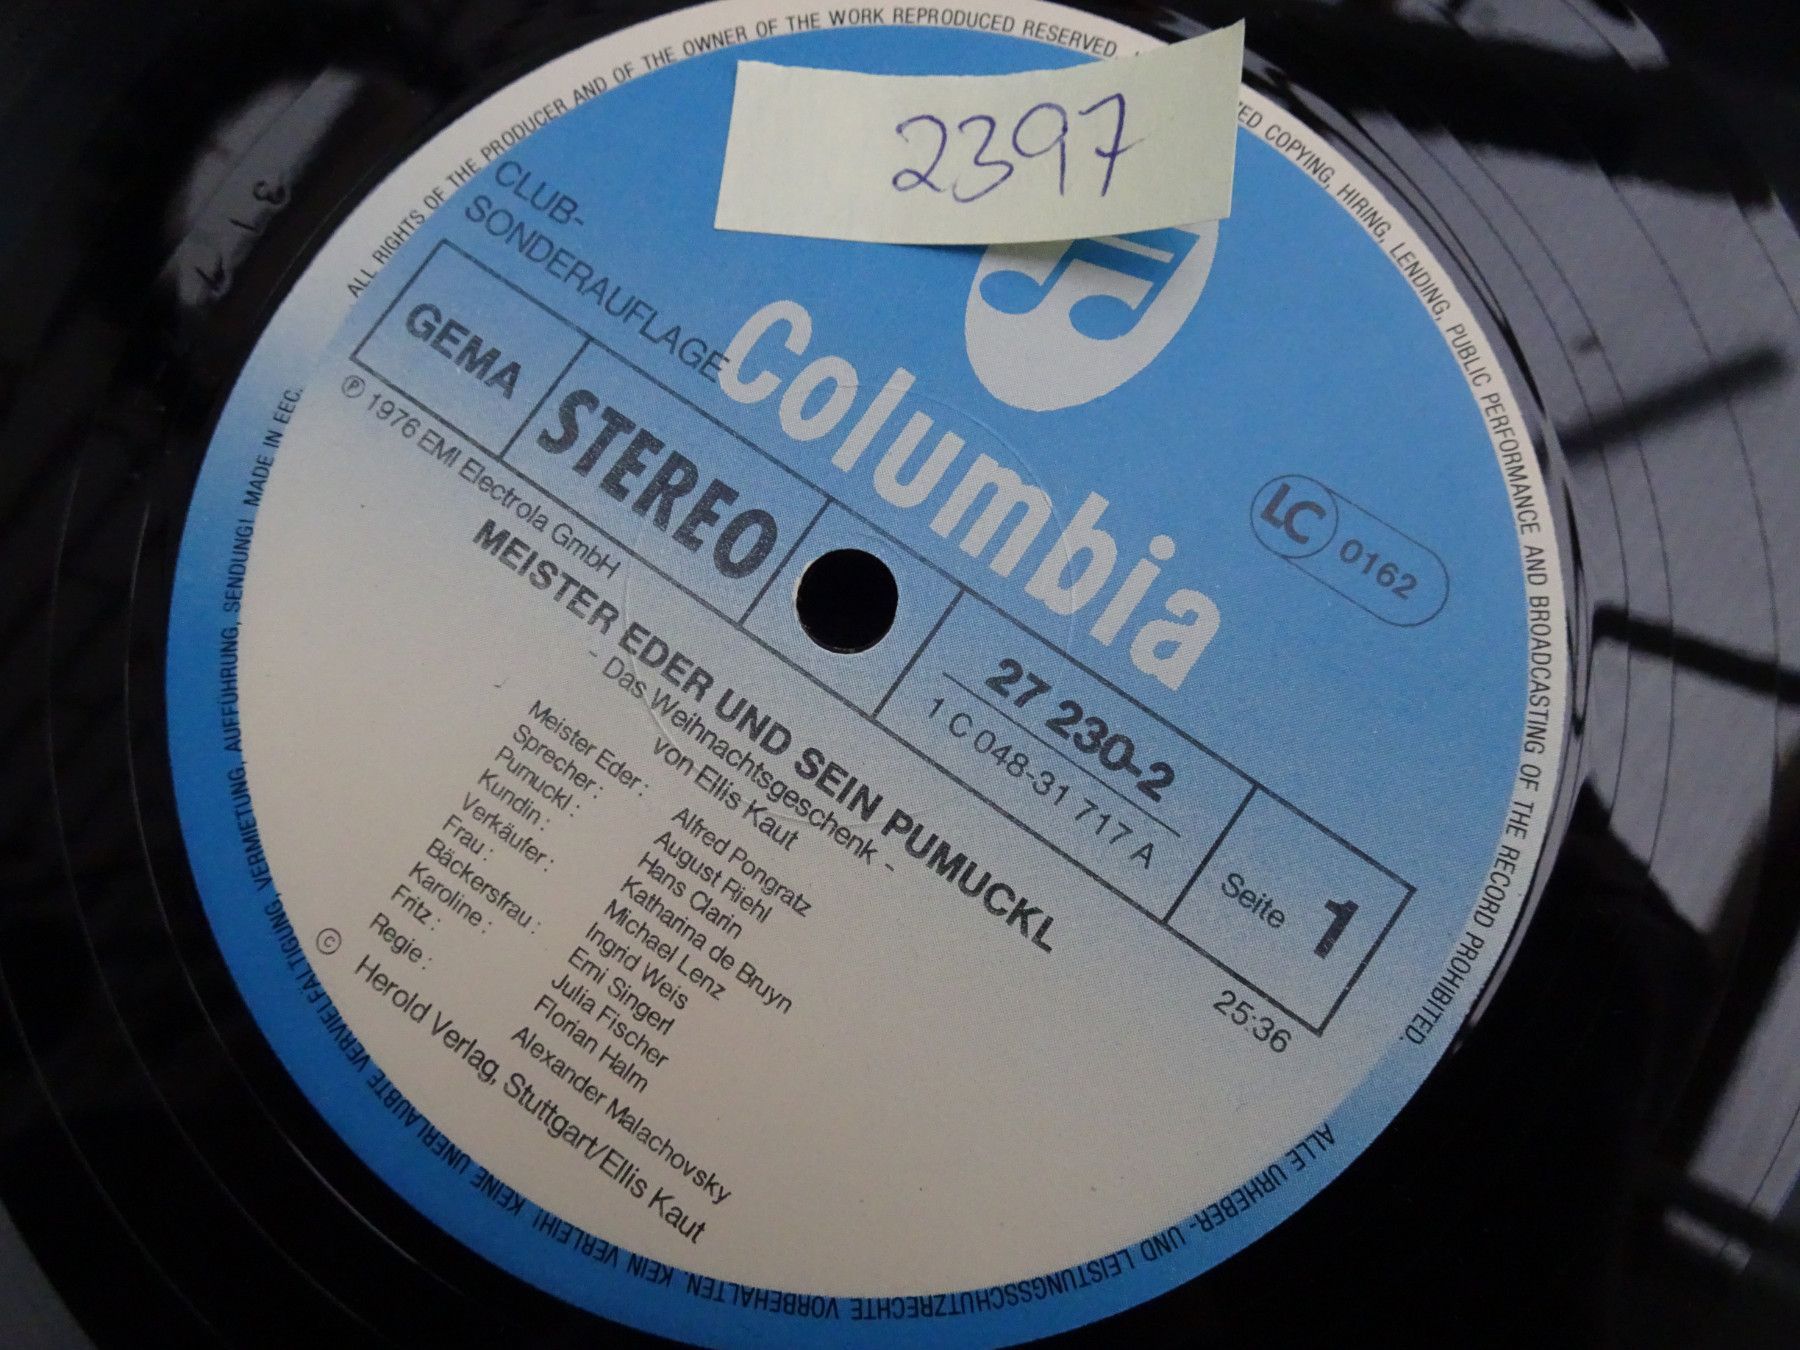 ALL RIGHTS OF THE PRODUCER AND OF THE OWNER OF THE WORK REPRODUCED RESERVED.
COPYING, HIRING, LENDING, PUBLIC PERFORMANCE AND BROADCASTING OF THE RECORD PROHIBITED.
2397
CLUB-
SONDERAUFLAGE
Columbia
LC 0162
GEMA
STEREO
27 230-2
1 C 048-31 717 A
Seite 1
℗ 1976 EMI Electrola GmbH
25:36
MEISTER EDER UND SEIN PUMUCKL
- Das Weihnachtsgeschenk -
von Ellis Kaut
Meister Eder: Alfred Pongratz
Sprecher: August Riehl
Pumuckl: Hans Clarin
Kundin: Katharina de Bruyn
Verkäufer: Michael Lenz
Frau: Ingrid Weis
Bäckersfrau: Emi Singerl
Karoline: Julia Fischer
Fritz: Florian Halm
Regie: Alexander Malachovsky
© Herold Verlag, Stuttgart/Ellis Kaut
ALLE URHEBER- UND LEISTUNGSSCHUTZRECHTE VORBEHALTEN. KEIN VERLEIH! KEINE UNERLAUBTE VERVIELFÄLTIGUNG, VERMIETUNG, AUFFÜHRUNG, SENDUNG! MADE IN EEC.